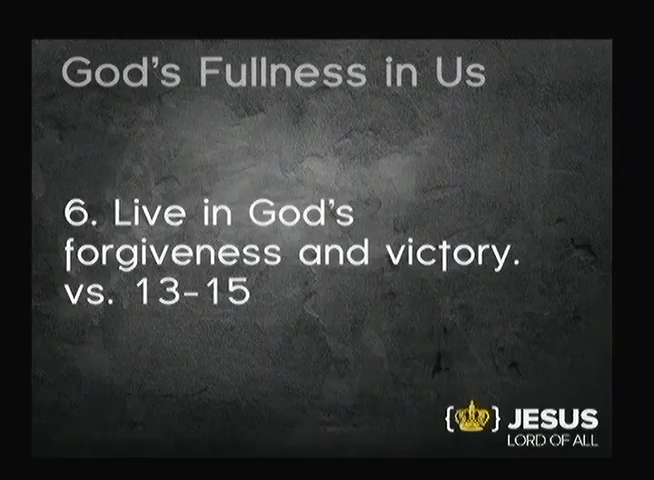 God's Fullness in Us
6. Live in God's
forgiveness and victory.
vs. 13-15
{ } JESUS
LORD OF ALL